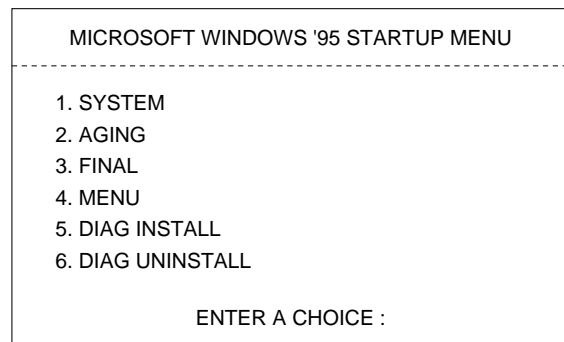 MICROSOFT WINDOWS '95 STARTUP MENU
1. SYSTEM
2. AGING
3. FINAL
4. MENU
5. DIAG INSTALL
6. DIAG UNINSTALL
ENTER A CHOICE :